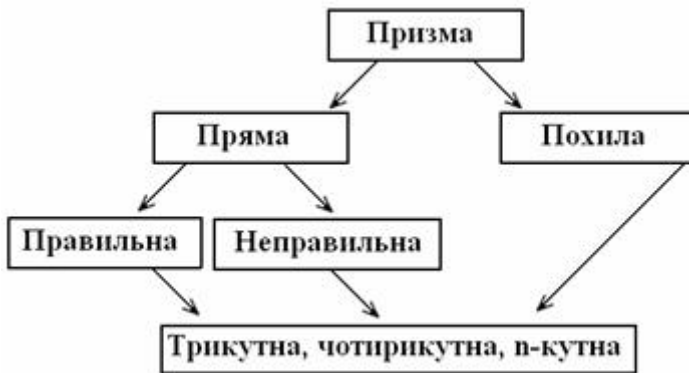 Призма
Пряма
Похила
Правильна
Неправильна
Трикутна, чотирикутна, n-кутна